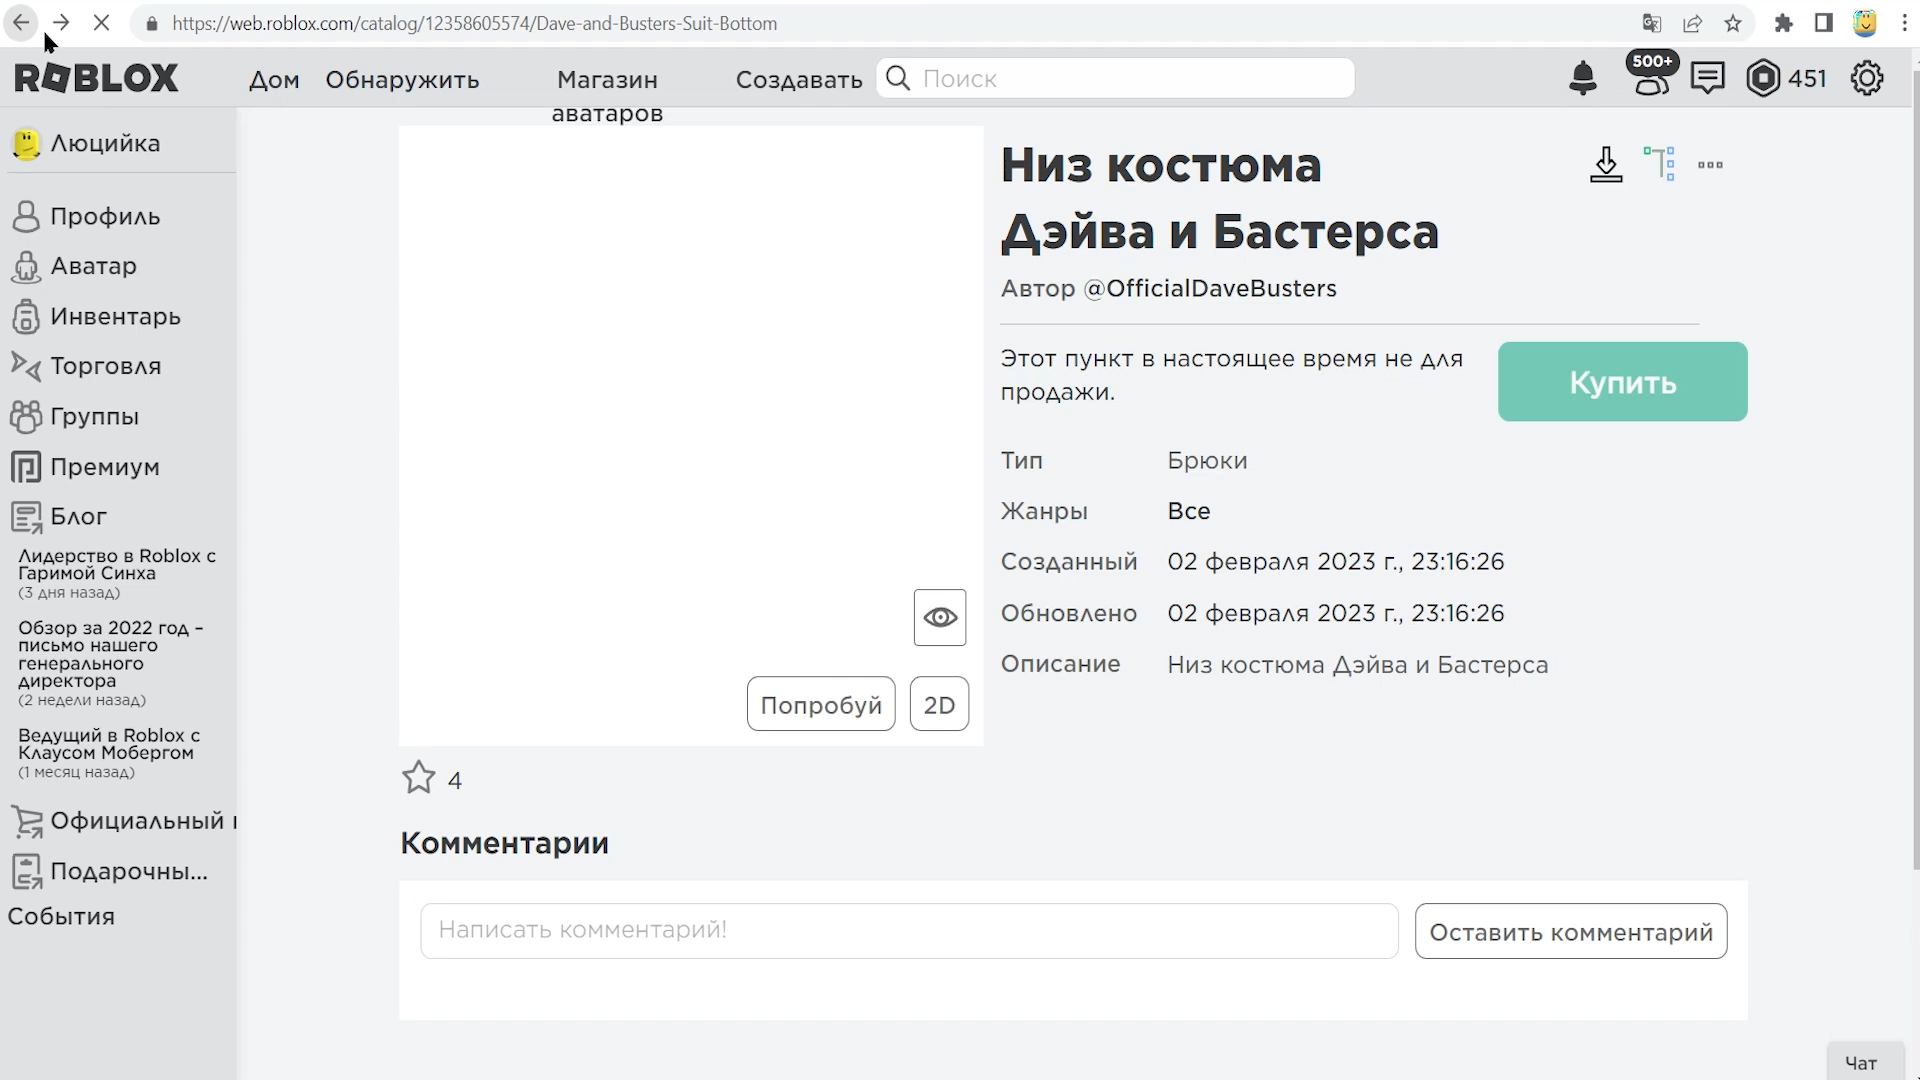 https://web.roblox.com/catalog/12358605574/Dave-and-Busters-Suit-Bottom
ROBLOX
Дом
Обнаружить
Магазин
аватаров
Создавать
Поиск
500+
451
Люцийка
Профиль
Аватар
Инвентарь
Торговля
Группы
Премиум
Блог
Лидерство в Roblox с
Гаримой Синха
(3 дня назад)
Обзор за 2022 год –
письмо нашего
генерального
директора
(2 недели назад)
Ведущий в Roblox с
Клаусом Мобергом
(1 месяц назад)
Официальный
Подарочны...
События
Низ костюма
Дэйва и Бастерса
Автор @OfficialDaveBusters
Этот пункт в настоящее время не для
продажи.
Купить
Тип Брюки
Жанры Все
Созданный 02 февраля 2023 г., 23:16:26
Обновлено 02 февраля 2023 г., 23:16:26
Описание Низ костюма Дэйва и Бастерса
Попробуй
2D
4
Комментарии
Написать комментарий!
Оставить комментарий
Чат